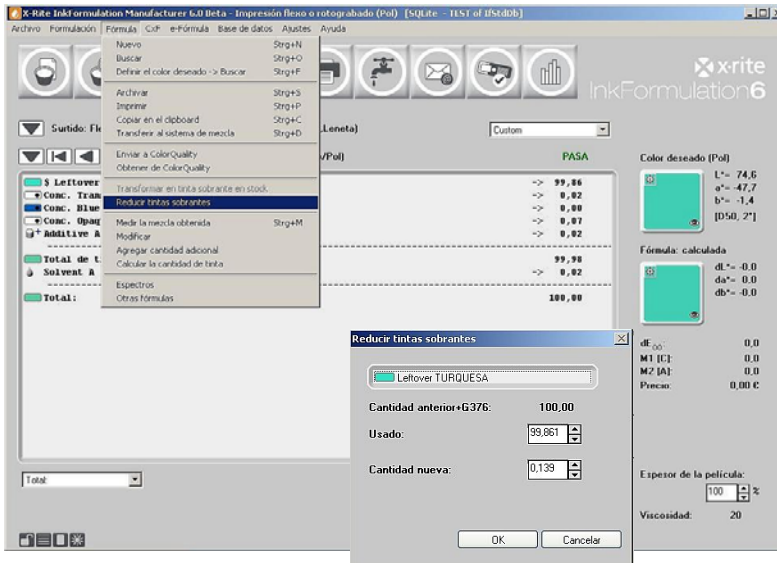 X-Rite InkFormulation Manufacturer 6.0 Beta - Impresión flexo o rotograbado (Pol) [SQLite - TEST of IfStdDb]
Archivo Formulación Fórmula CxF e-Fórmula Base de datos Ajustes Ayuda
Nuevo Strg+N
Buscar Strg+O
Definir el color deseado -> Buscar Strg+F
Archivar Strg+S
Imprimir Strg+P
Copiar en el clipboard Strg+C
Transferir al sistema de mezcla Strg+D
Enviar a ColorQuality
Obtener de ColorQuality
Transformar en tinta sobrante en stock
Reducir tintas sobrantes
Medir la mezcla obtenida Strg+M
Modificar
Agregar cantidad adicional
Calcular la cantidad de tinta
Espectros
Otras fórmulas
x-rite
InkFormulation6
Surtido: Fle
Leneta)
Custom
/Pol)
PASA
$ Leftover -> 99,86
Conc. Tran -> 0,02
Conc. Blue -> 0,00
Conc. Opaq -> 0,07
Additive A -> 0,02
Total de t 99,98
Solvent A -> 0,02
Total: 100,00
Total:
Color deseado (Pol)
L*= 74,6
a*= -47,7
b*= -1,4
[D50, 2°]
Fórmula: calculada
dL*= -0.0
da*= 0.0
db*= -0.0
dE00: 0,0
M1 [C]: 0,0
M2 [A]: 0,0
Precio: 0,00 €
Espesor de la película:
100 %
Viscosidad: 20
Reducir tintas sobrantes
Leftover TURQUESA
Cantidad anterior+G376: 100,00
Usado: 99,861
Cantidad nueva: 0,139
OK Cancelar